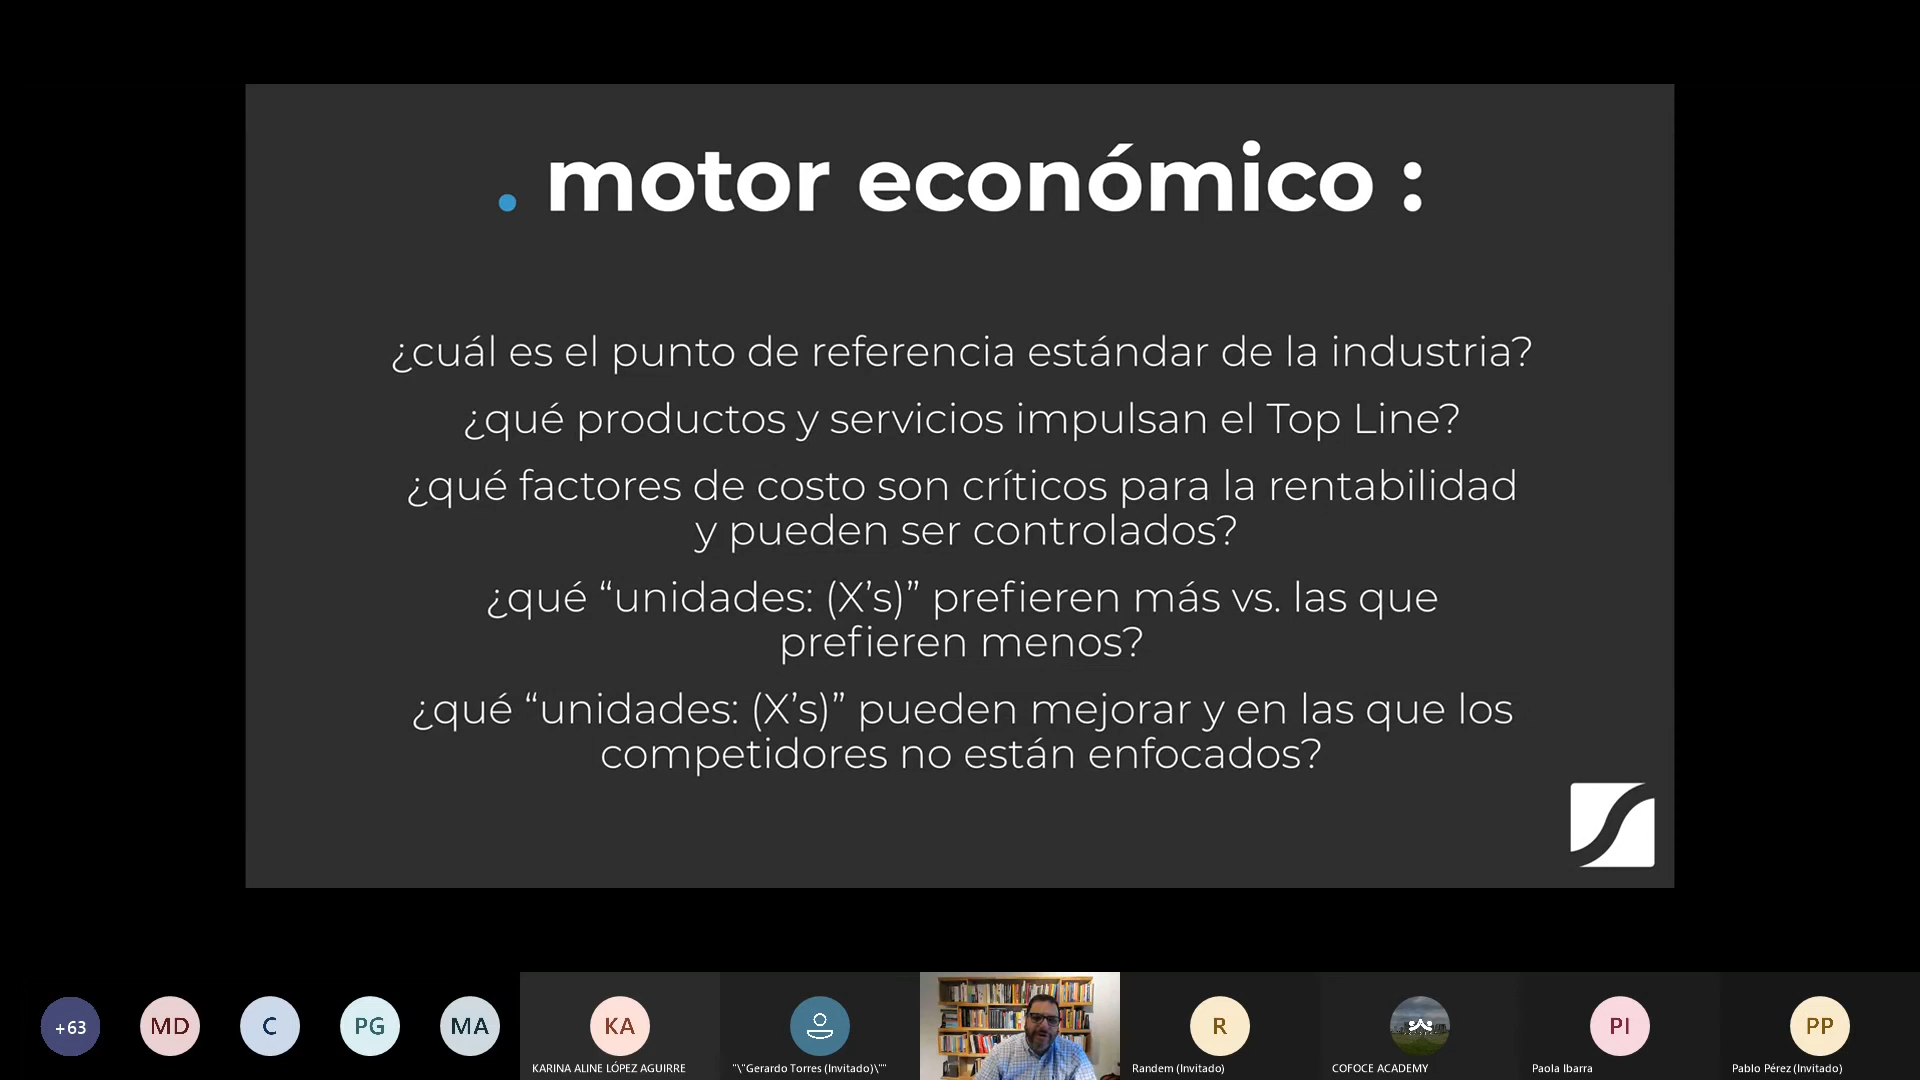 . motor económico :
¿cuál es el punto de referencia estándar de la industria?
¿qué productos y servicios impulsan el Top Line?
¿qué factores de costo son críticos para la rentabilidad
y pueden ser controlados?
¿qué “unidades: (X’s)” prefieren más vs. las que
prefieren menos?
¿qué “unidades: (X’s)” pueden mejorar y en las que los
competidores no están enfocados?
+63
MD
C
PG
MA
KA
R
PI
PP
KARINA ALINE LÓPEZ AGUIRRE
"\"Gerardo Torres (Invitado)\""
Randem (Invitado)
COFOCE ACADEMY
Paola Ibarra
Pablo Pérez (Invitado)